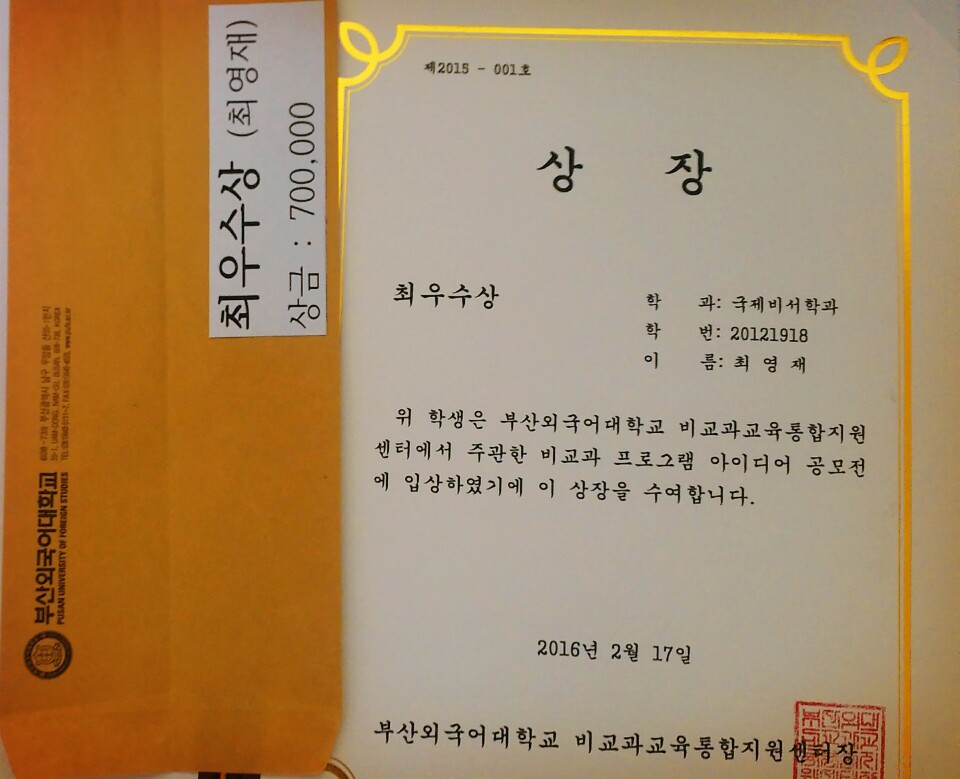 최우수상 (최영재)
상금 : 700,000
부산외국어대학교
PUSAN UNIVERSITY OF FOREIGN STUDIES
제2015 - 001호
상 장
최우수상
학 과: 국제비서학과
학 번: 20121918
이 름: 최 영 재
위 학생은 부산외국어대학교 비교과교육통합지원
센터에서 주관한 비교과 프로그램 아이디어 공모전
에 입상하였기에 이 상장을 수여합니다.
2016년 2월 17일
부산외국어대학교 비교과교육통합지원센터장